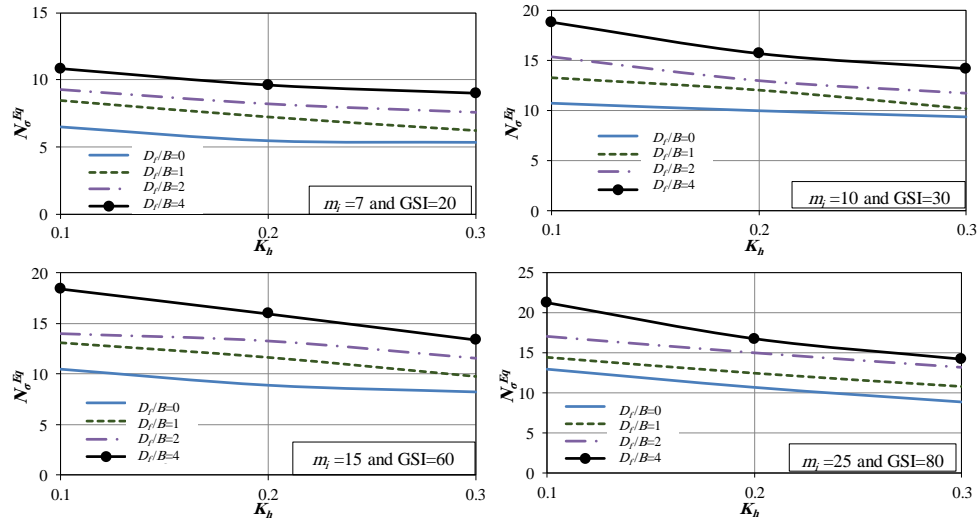 15
10
5
0
N_σ^Eq
D_f/B=0
D_f/B=1
D_f/B=2
D_f/B=4
m_i =7 and GSI=20
0.1
0.2
0.3
K_h
20
15
10
5
0
N_σ^Eq
D_f/B=0
D_f/B=1
D_f/B=2
D_f/B=4
m_i =10 and GSI=30
0.1
0.2
0.3
K_h
20
15
10
5
0
N_σ^Eq
D_f/B=0
D_f/B=1
D_f/B=2
D_f/B=4
m_i =15 and GSI=60
0.1
0.2
0.3
K_h
25
20
15
10
5
0
N_σ^Eq
D_f/B=0
D_f/B=1
D_f/B=2
D_f/B=4
m_i =25 and GSI=80
0.1
0.2
0.3
K_h